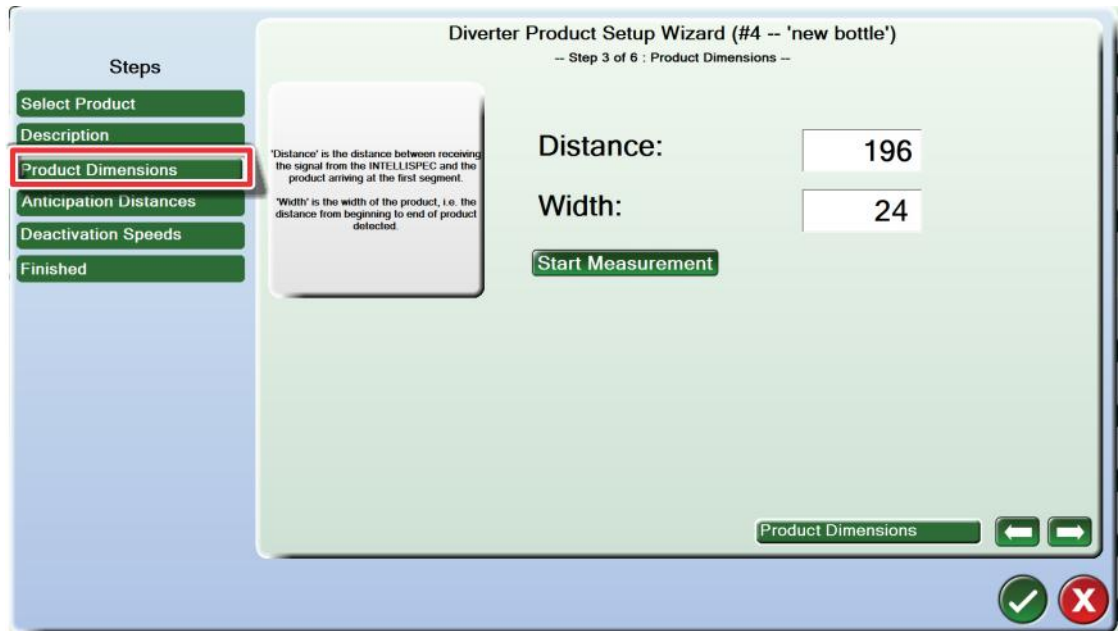 Diverter Product Setup Wizard (#4 -- 'new bottle')
-- Step 3 of 6 : Product Dimensions --
Steps
Select Product
Description
Product Dimensions
Anticipation Distances
Deactivation Speeds
Finished
'Distance' is the distance between receiving
the signal from the INTELLISPEC and the
product arriving at the first segment.
'Width' is the width of the product, i.e. the
distance from beginning to end of product
detected.
Distance:
196
Width:
24
Start Measurement
Product Dimensions